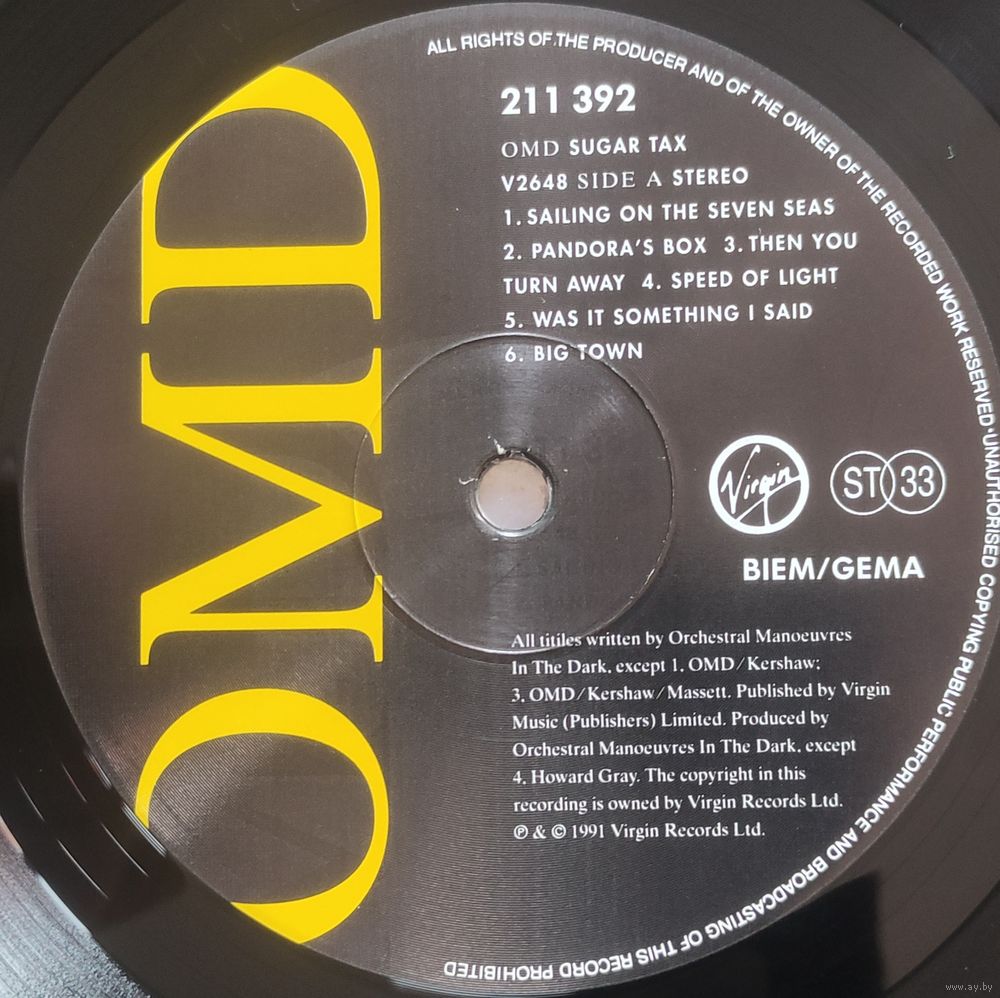 OMD
ALL RIGHTS OF THE PRODUCER AND OF THE OWNER OF THE RECORDED WORK RESERVED · UNAUTHORISED COPYING PUBLIC PERFORMANCE AND BROADCASTING OF THIS RECORD PROHIBITED
211 392
OMD SUGAR TAX
V2648 SIDE A STEREO
1. SAILING ON THE SEVEN SEAS
2. PANDORA'S BOX 3. THEN YOU
TURN AWAY 4. SPEED OF LIGHT
5. WAS IT SOMETHING I SAID
6. BIG TOWN
Virgin
ST 33
BIEM/GEMA
All titiles written by Orchestral Manoeuvres
In The Dark, except 1, OMD/Kershaw;
3, OMD/Kershaw/Massett. Published by Virgin
Music (Publishers) Limited. Produced by
Orchestral Manoeuvres In The Dark, except
4, Howard Gray. The copyright in this
recording is owned by Virgin Records Ltd.
℗ & © 1991 Virgin Records Ltd.
www.ay.by